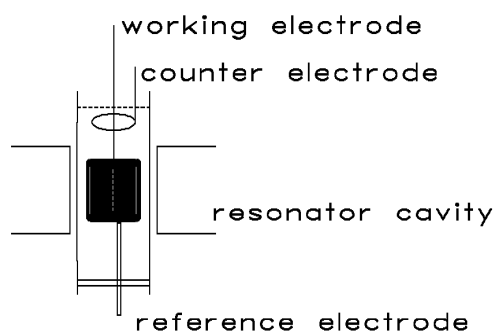 working electrode
counter electrode
resonator cavity
reference electrode